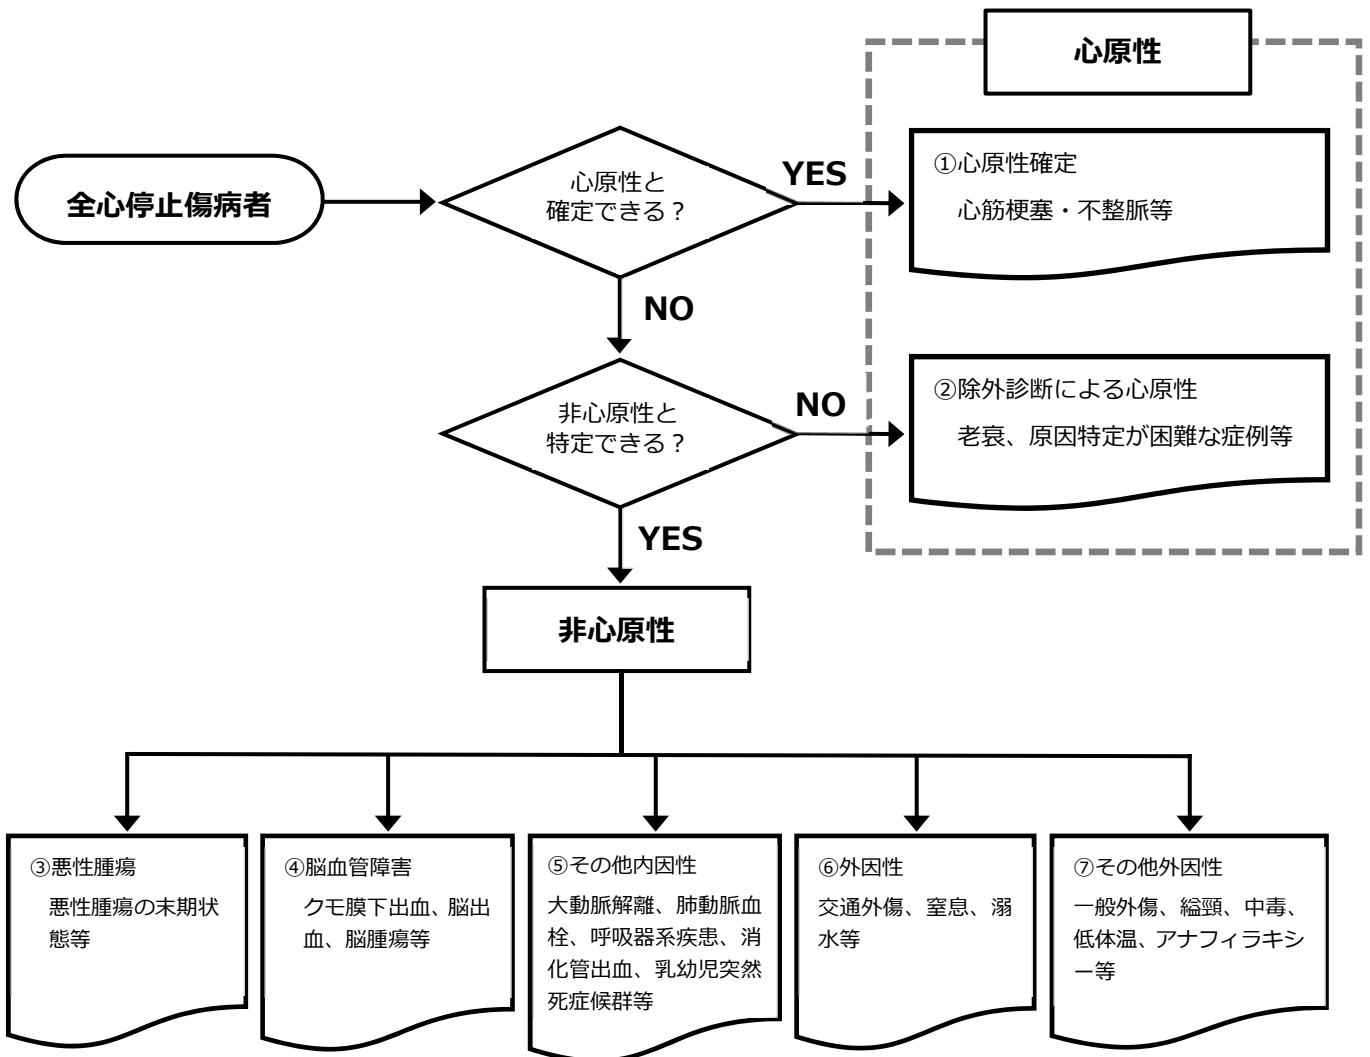 心原性
全心停止傷病者
心原性と
確定できる？
YES
①心原性確定
心筋梗塞・不整脈等
NO
非心原性と
特定できる？
NO
②除外診断による心原性
老衰、原因特定が困難な症例等
YES
非心原性
③悪性腫瘍
悪性腫瘍の末期状
態等
④脳血管障害
クモ膜下出血、脳出
血、脳腫瘍等
⑤その他内因性
大動脈解離、肺動脈血
栓、呼吸器系疾患、消
化管出血、乳幼児突然
死症候群等
⑥外因性
交通外傷、窒息、溺
水等
⑦その他外因性
一般外傷、縊頸、中毒、
低体温、アナフィラキシ
ー等